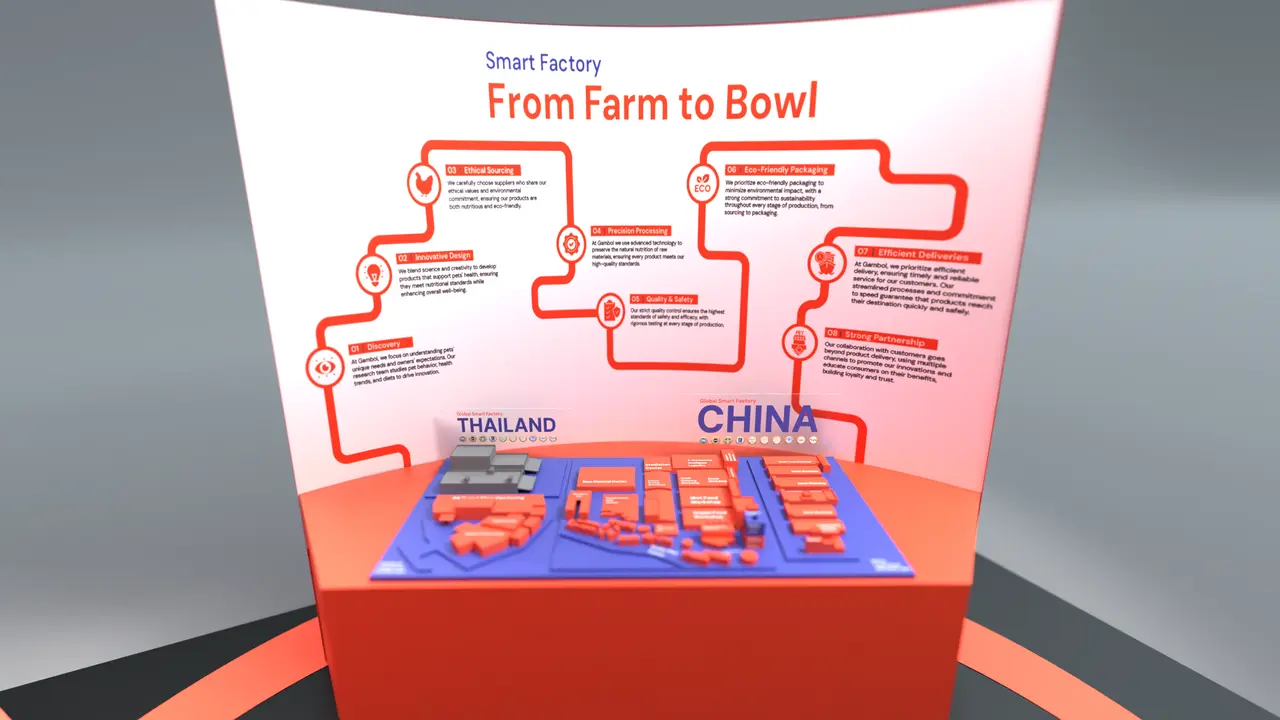 Smart Factory
From Farm to Bowl
01 Discovery
At Gambol, we focus on understanding pets'
unique needs and owners' expectations. Our
research team studies pet behavior, health
trends, and diets to drive innovation.
02 Innovative Design
We blend science and creativity to develop
products that support pets' health, ensuring
they meet nutritional standards while
enhancing overall well-being.
03 Ethical Sourcing
We carefully choose suppliers who share our
ethical values and environmental
commitment, ensuring our products are
both nutritious and eco-friendly.
04 Precision Processing
At Gambol we use advanced technology to
preserve the natural nutrition of raw
materials, ensuring every product meets our
high-quality standards.
05 Quality & Safety
Our strict quality control ensures the highest
standards of safety and efficacy, with
rigorous testing at every stage of production.
ECO
06 Eco-Friendly Packaging
We prioritize eco-friendly packaging to
minimize environmental impact, with a
strong commitment to sustainability
throughout every stage of production, from
sourcing to packaging.
07 Efficient Deliveries
At Gambol, we prioritize efficient
delivery, ensuring timely and reliable
service for our customers. Our
streamlined processes and commitment
to speed guarantee that products reach
their destination quickly and safely.
08 Strong Partnership
Our collaboration with customers goes
beyond product delivery, using multiple
channels to promote our innovations and
educate consumers on their benefits,
building loyalty and trust.
Global Smart Factory
THAILAND
Global Smart Factory
CHINA